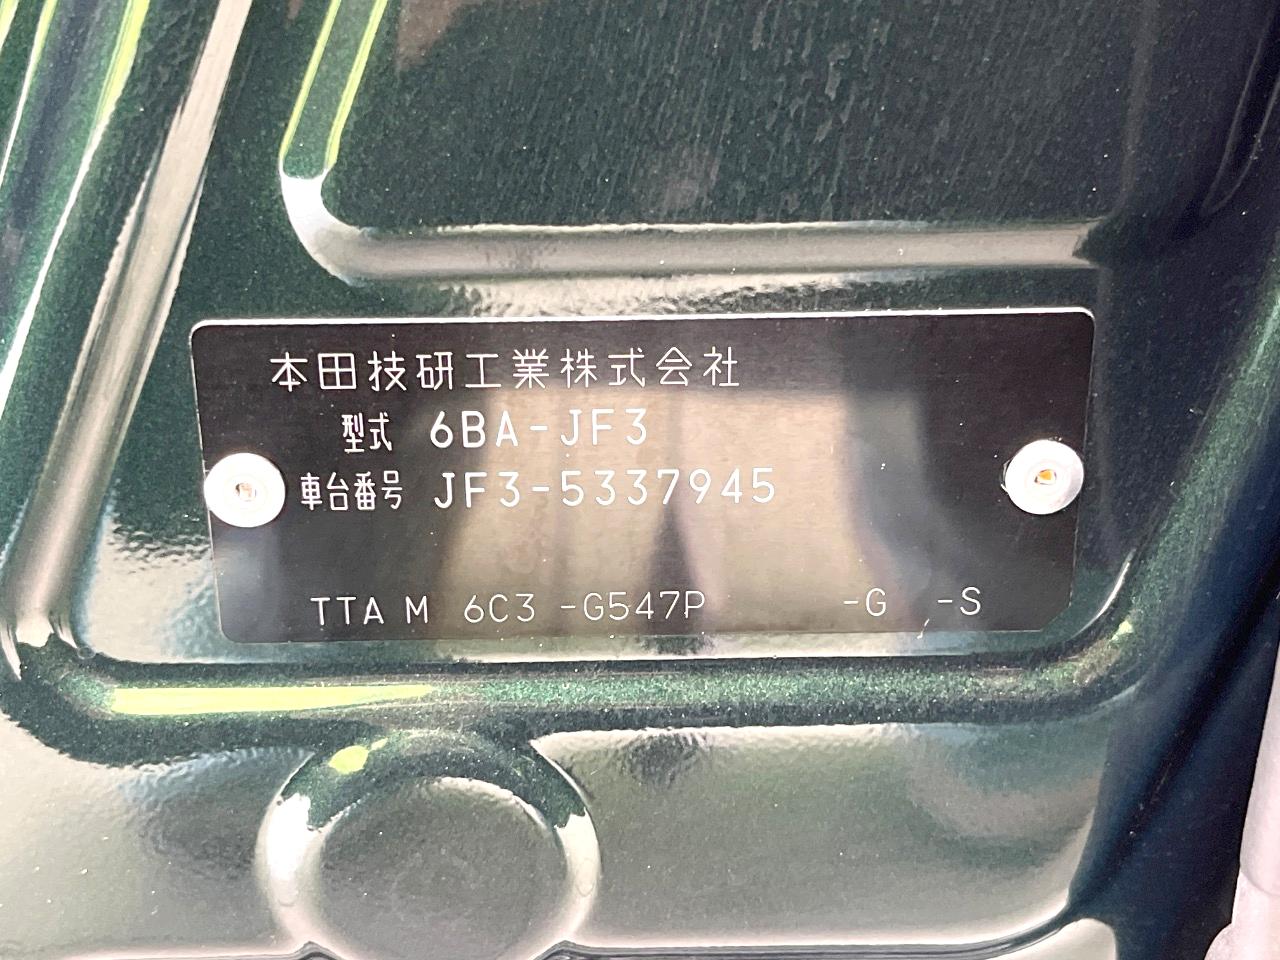 本田技研工業株式会社
型式 6BA-JF3
車台番号 JF3-5337945
TTA M 6C3 -G547P -G -S